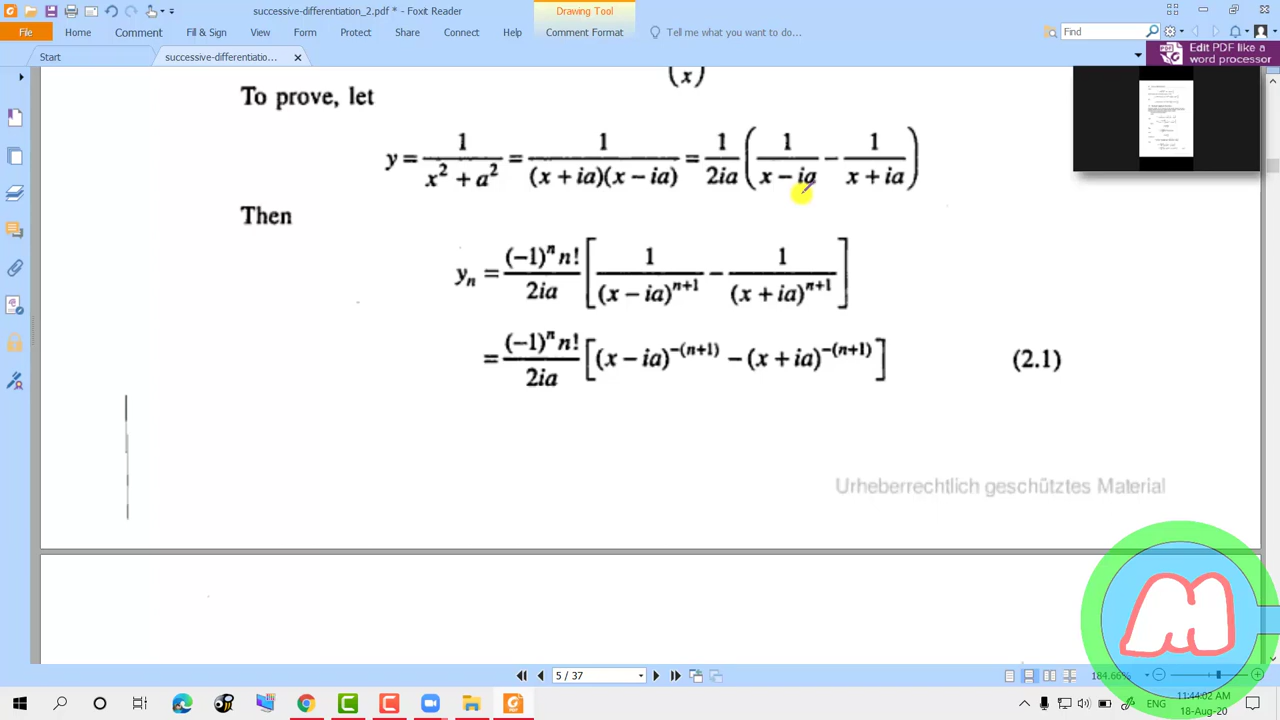 successive-differentiation_2.pdf * - Foxit Reader
Drawing Tool
File Home Comment Fill & Sign View Form Protect Share Connect Help Comment Format Tell me what you want to do... Find
Start successive-differentiatio... Edit PDF like a
word processor
(x)
To prove, let
y = 1/(x² + a²) = 1/((x + ia)(x − ia)) = 1/(2ia) (1/(x − ia) − 1/(x + ia))
Then
yₙ = (−1)ⁿ n!/(2ia) [1/(x − ia)ⁿ⁺¹ − 1/(x + ia)ⁿ⁺¹]
= (−1)ⁿ n!/(2ia) [(x − ia)⁻⁽ⁿ⁺¹⁾ − (x + ia)⁻⁽ⁿ⁺¹⁾] (2.1)
Urheberrechtlich geschütztes Material
M
5 / 37
184.66%
11:44:02 AM
ENG
18-Aug-20